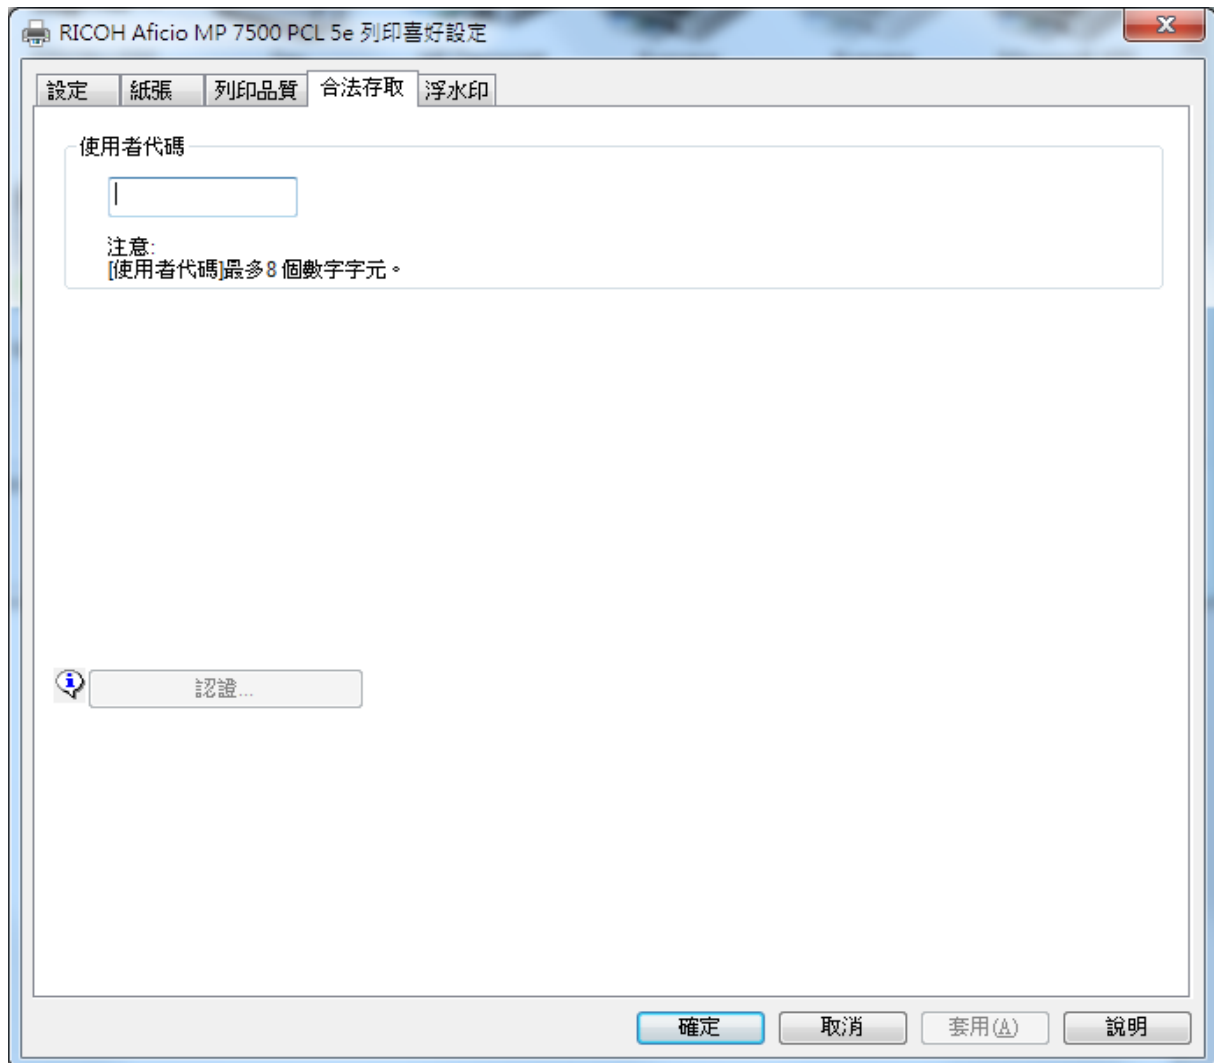 RICOH Aficio MP 7500 PCL 5e 列印喜好設定
設定 紙張 列印品質 合法存取 浮水印
使用者代碼
注意:
[使用者代碼]最多8 個數字字元。
認證...
確定 取消 套用(A) 說明